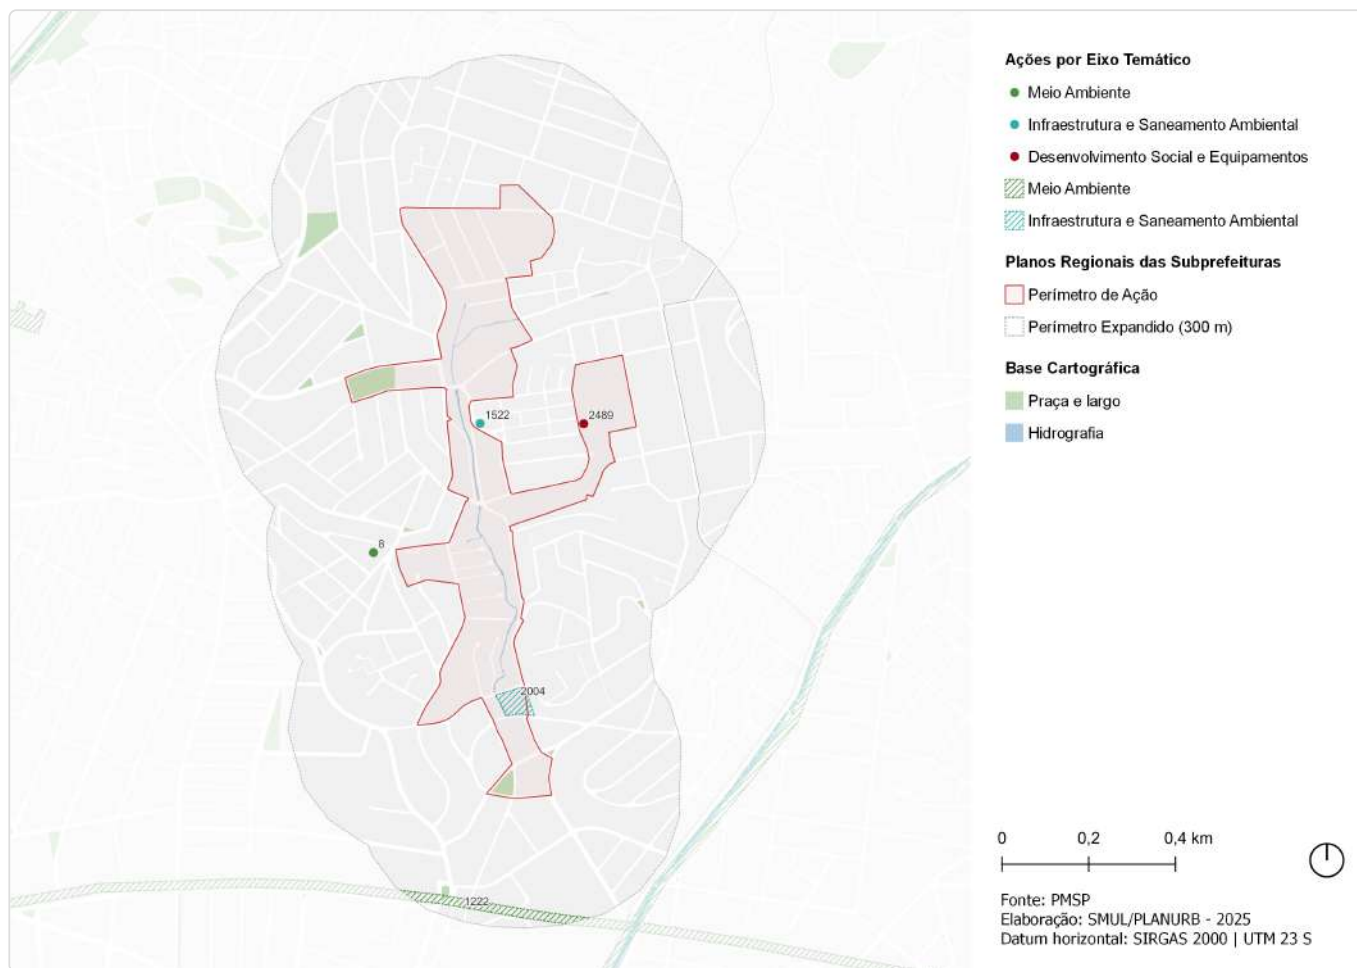 Ações por Eixo Temático
Meio Ambiente
Infraestrutura e Saneamento Ambiental
Desenvolvimento Social e Equipamentos
Meio Ambiente
Infraestrutura e Saneamento Ambiental
Planos Regionais das Subprefeituras
Perímetro de Ação
Perímetro Expandido (300 m)
Base Cartográfica
Praça e largo
Hidrografia
1522
2489
8
2004
1222
0 0,2 0,4 km
Fonte: PMSP
Elaboração: SMUL/PLANURB - 2025
Datum horizontal: SIRGAS 2000 | UTM 23 S